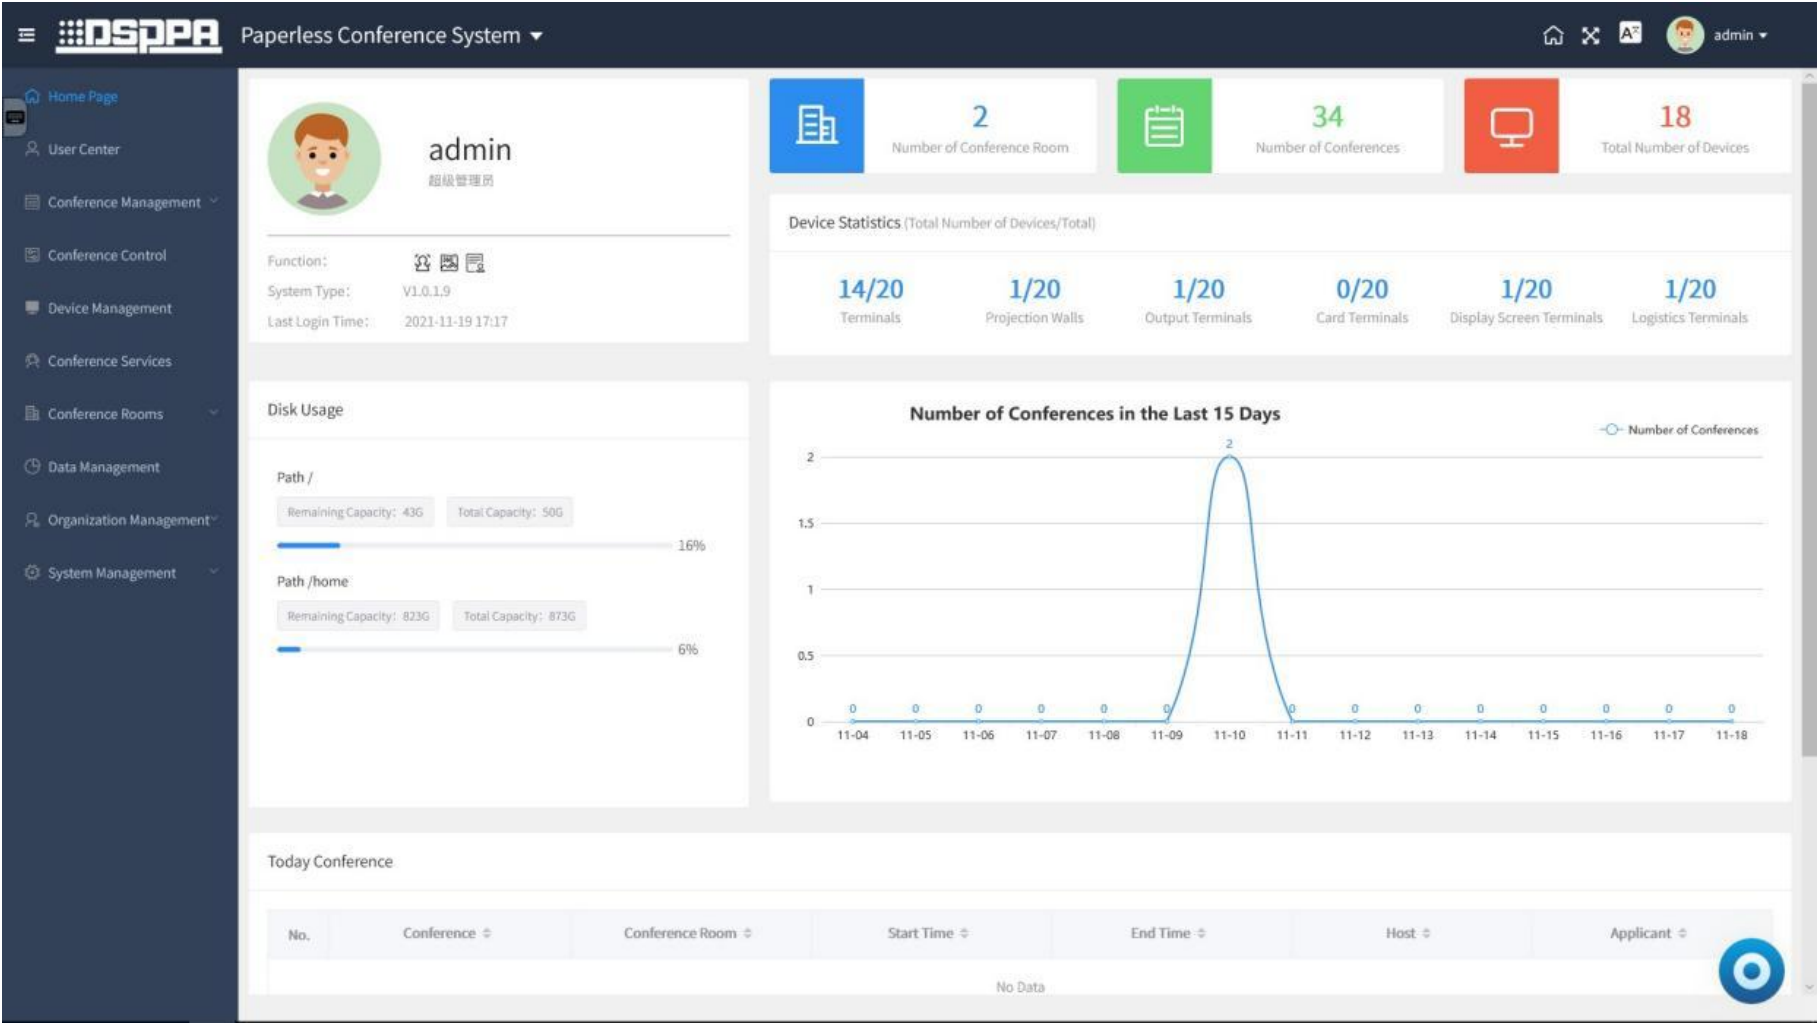 DSPPA Paperless Conference System
A
admin
Home Page
User Center
Conference Management
Conference Control
Device Management
Conference Services
Conference Rooms
Data Management
Organization Management
System Management
admin
超级管理员
Function:
System Type: V1.0.1.9
Last Login Time: 2021-11-19 17:17
2
Number of Conference Room
34
Number of Conferences
18
Total Number of Devices
Device Statistics (Total Number of Devices/Total)
14/20 1/20 1/20 0/20 1/20 1/20
Terminals Projection Walls Output Terminals Card Terminals Display Screen Terminals Logistics Terminals
Disk Usage
Path /
Remaining Capacity: 43G Total Capacity: 50G
16%
Path /home
Remaining Capacity: 823G Total Capacity: 873G
6%
Number of Conferences in the Last 15 Days
Number of Conferences
2
2
1.5
1
0.5
0 0 0 0 0 0 0 0 0 0 0 0 0 0
0
11-04 11-05 11-06 11-07 11-08 11-09 11-10 11-11 11-12 11-13 11-14 11-15 11-16 11-17 11-18
Today Conference
No. Conference Conference Room Start Time End Time Host Applicant
No Data